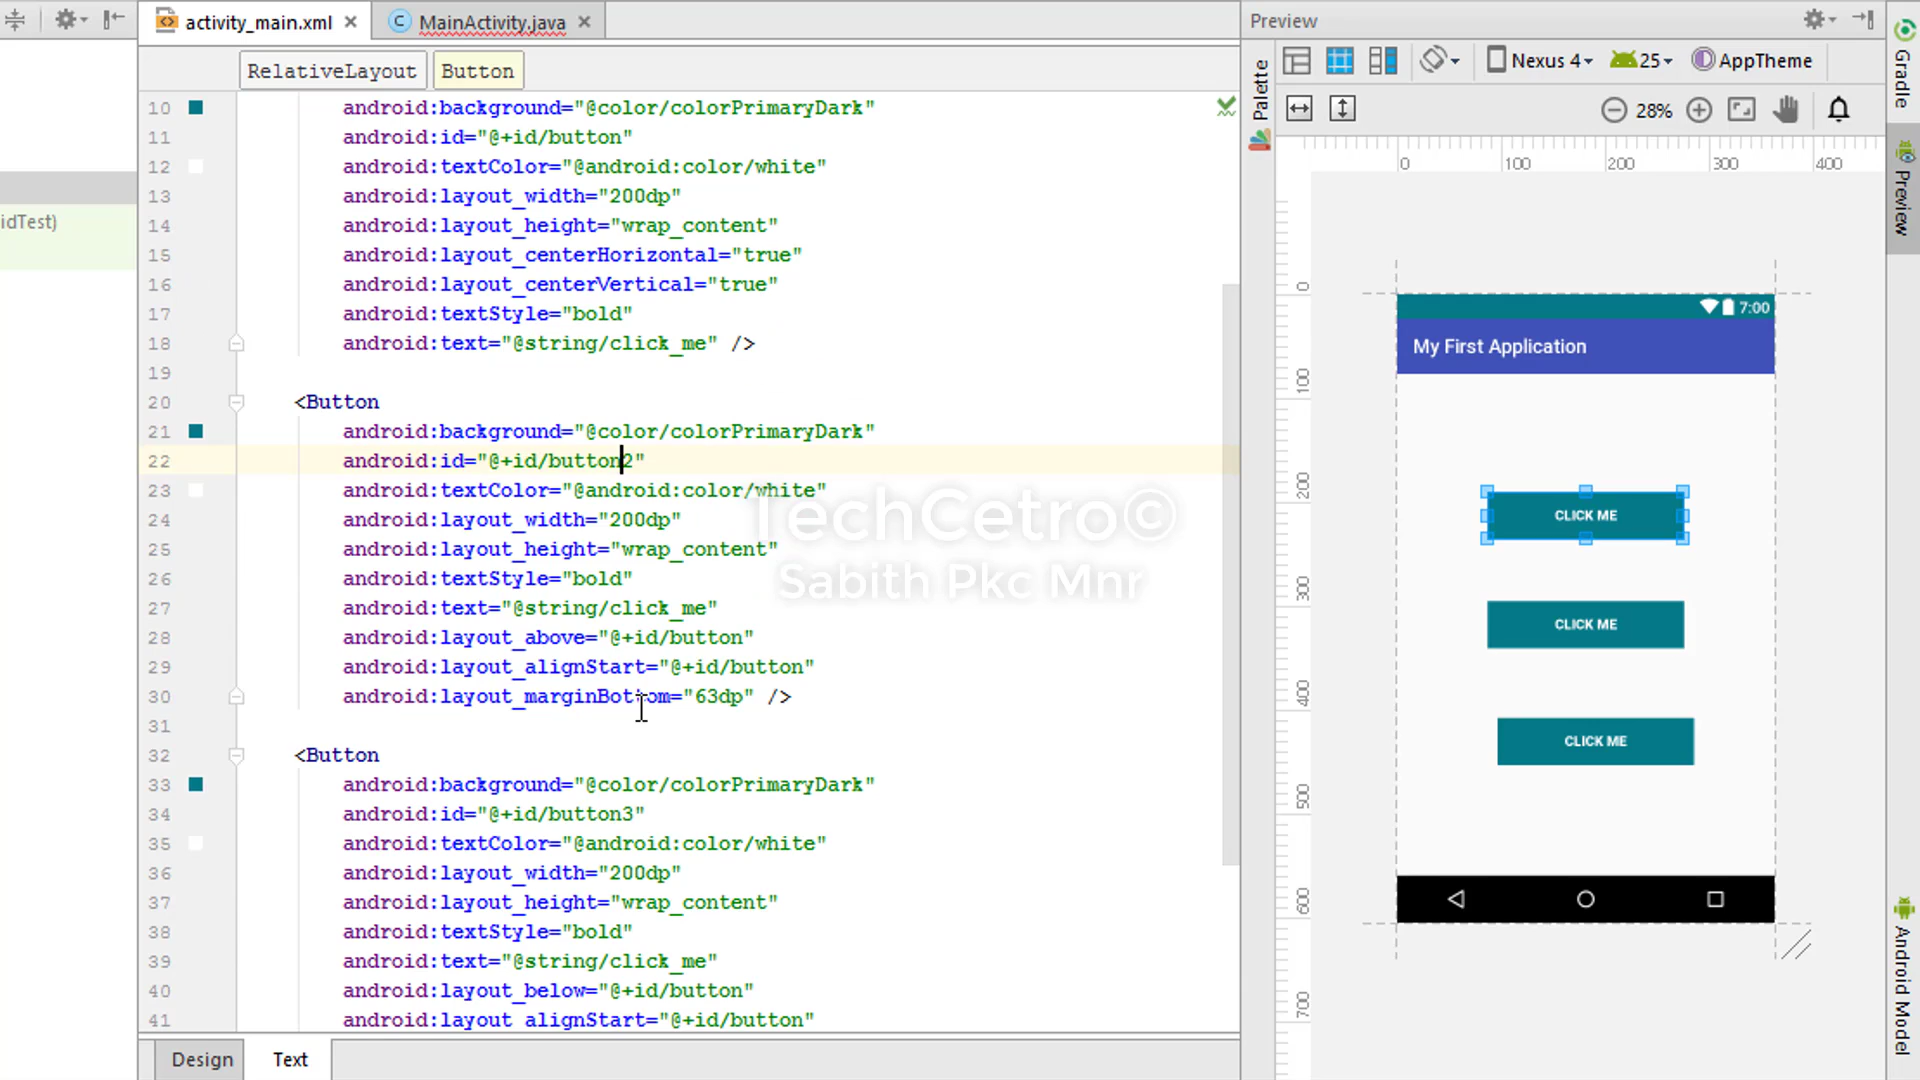 activity_main.xml
MainActivity.java
Preview
RelativeLayout
Button
Nexus 4
25
AppTheme
28%
idTest)
10 android:background="@color/colorPrimaryDark"
11 android:id="@+id/button"
12 android:textColor="@android:color/white"
13 android:layout_width="200dp"
14 android:layout_height="wrap_content"
15 android:layout_centerHorizontal="true"
16 android:layout_centerVertical="true"
17 android:textStyle="bold"
18 android:text="@string/click_me" />
19
20 <Button
21 android:background="@color/colorPrimaryDark"
22 android:id="@+id/button2"
23 android:textColor="@android:color/white"
24 android:layout_width="200dp"
25 android:layout_height="wrap_content"
26 android:textStyle="bold"
27 android:text="@string/click_me"
28 android:layout_above="@+id/button"
29 android:layout_alignStart="@+id/button"
30 android:layout_marginBottom="63dp" />
31
32 <Button
33 android:background="@color/colorPrimaryDark"
34 android:id="@+id/button3"
35 android:textColor="@android:color/white"
36 android:layout_width="200dp"
37 android:layout_height="wrap_content"
38 android:textStyle="bold"
39 android:text="@string/click_me"
40 android:layout_below="@+id/button"
41 android:layout_alignStart="@+id/button"
TechCetro©
Sabith Pkc Mnr
Design
Text
Palette
0 100 200 300 400
0
100
200
300
400
500
600
700
7:00
My First Application
CLICK ME
CLICK ME
CLICK ME
Gradle
Preview
Android Model